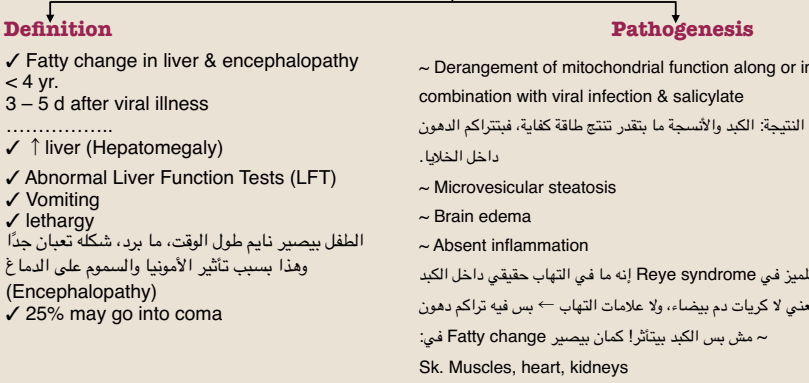 Definition
✓ Fatty change in liver & encephalopathy
< 4 yr.
3 – 5 d after viral illness
……………..
✓ ↑ liver (Hepatomegaly)
✓ Abnormal Liver Function Tests (LFT)
✓ Vomiting
✓ lethargy
الطفل بيصير نايم طول الوقت، ما برد، شكله تعبان جدًا
وهذا بسبب تأثير الأمونيا والسموم على الدماغ
(Encephalopathy)
✓ 25% may go into coma
Pathogenesis
~ Derangement of mitochondrial function along or in
combination with viral infection & salicylate
النتيجة: الكبد والأنسجة ما بتقدر تنتج طاقة كفاية، فبتتراكم الدهون
داخل الخلايا.
~ Microvesicular steatosis
~ Brain edema
~ Absent inflammation
لميز في Reye syndrome إنه ما في التهاب حقيقي داخل الكبد
عني لا كريات دم بيضاء، ولا علامات التهاب ← بس فيه تراكم دهون
~ مش بس الكبد بيتأثر! كمان بيصير Fatty change في:
Sk. Muscles, heart, kidneys